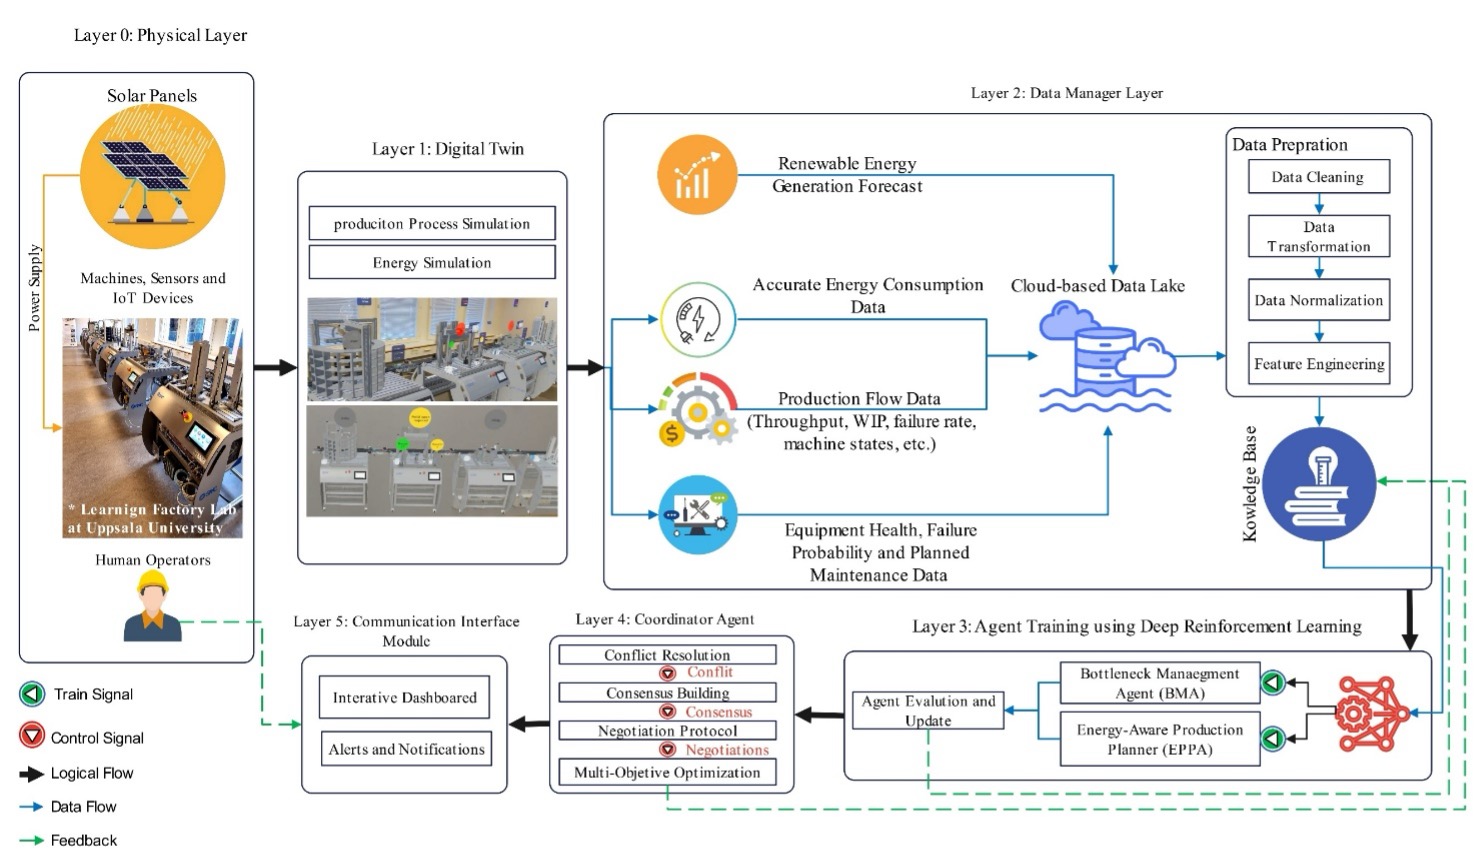 Layer 0: Physical Layer
Solar Panels
Power Supply
Machines, Sensors and
IoT Devices
* Learnign Factory Lab
at Uppsala University
Human Operators
Layer 1: Digital Twin
produciton Process Simulation
Energy Simulation
Layer 2: Data Manager Layer
Renewable Energy
Generation Forecast
Accurate Energy Consumption
Data
Production Flow Data
(Throughput, WIP, failure rate,
machine states, etc.)
Equipment Health, Failure
Probability and Planned
Maintenance Data
Cloud-based Data Lake
Data Prepration
Data Cleaning
Data
Transformation
Data Normalization
Feature Engineering
Kowledge Base
Layer 3: Agent Training using Deep Reinforcement Learning
Bottleneck Managment
Agent (BMA)
Energy-Aware Production
Planner (EPPA)
Agent Evalution and
Update
Layer 4: Coordinator Agent
Conflict Resolution
Conflit
Consensus Building
Consensus
Negotiation Protocol
Negotiations
Multi-Objetive Optimization
Layer 5: Communication Interface
Module
Interative Dashboared
Alerts and Notifications
Train Signal
Control Signal
Logical Flow
Data Flow
Feedback